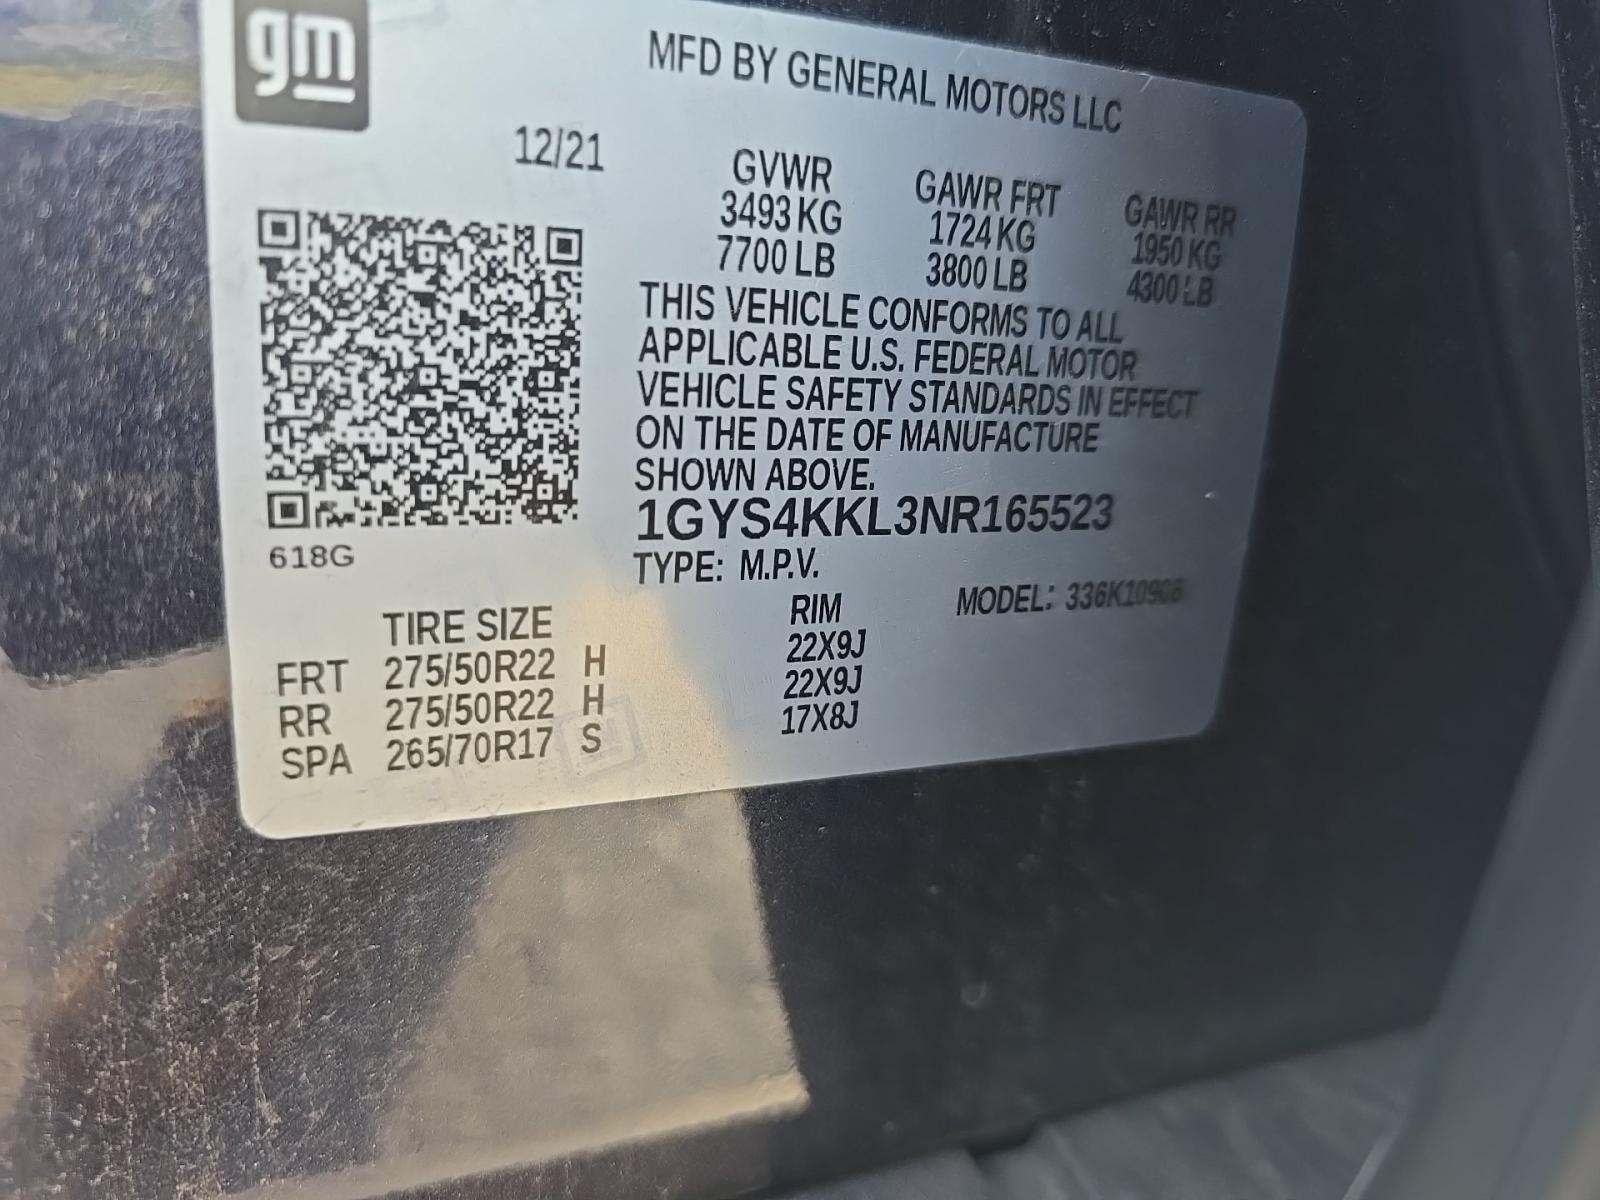 gm
MFD BY GENERAL MOTORS LLC
12/21
GVWR GAWR FRT GAWR RR
3493 KG 1724 KG 1950 KG
7700 LB 3800 LB 4300 LB
THIS VEHICLE CONFORMS TO ALL
APPLICABLE U.S. FEDERAL MOTOR
VEHICLE SAFETY STANDARDS IN EFFECT
ON THE DATE OF MANUFACTURE
SHOWN ABOVE.
1GYS4KKL3NR165523
618G
TYPE: M.P.V.
MODEL:
TIRE SIZE RIM
FRT 275/50R22 H 22X9J
RR 275/50R22 H 22X9J
SPA 265/70R17 S 17X8J